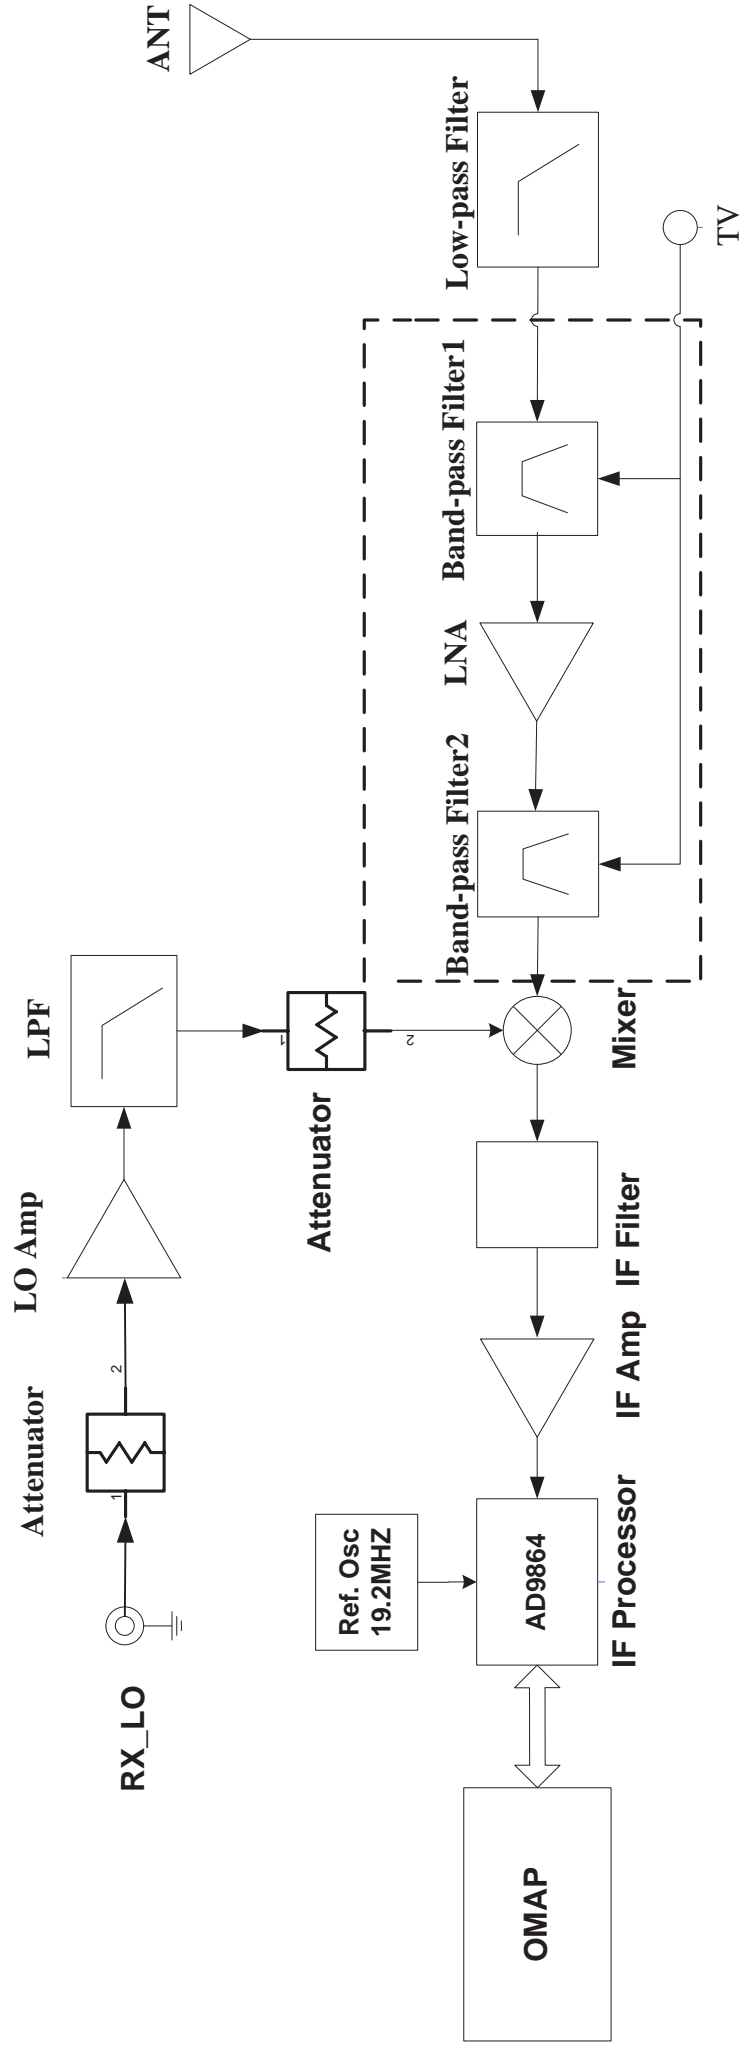 ANT
Low-pass Filter
TV
Band-pass Filter1
LNA
Band-pass Filter2
LPF
1
2
Attenuator
Mixer
LO Amp
IF Filter
IF Amp
Attenuator
1
2
Ref. Osc
19.2MHZ
AD9864
IF Processor
RX_LO
OMAP